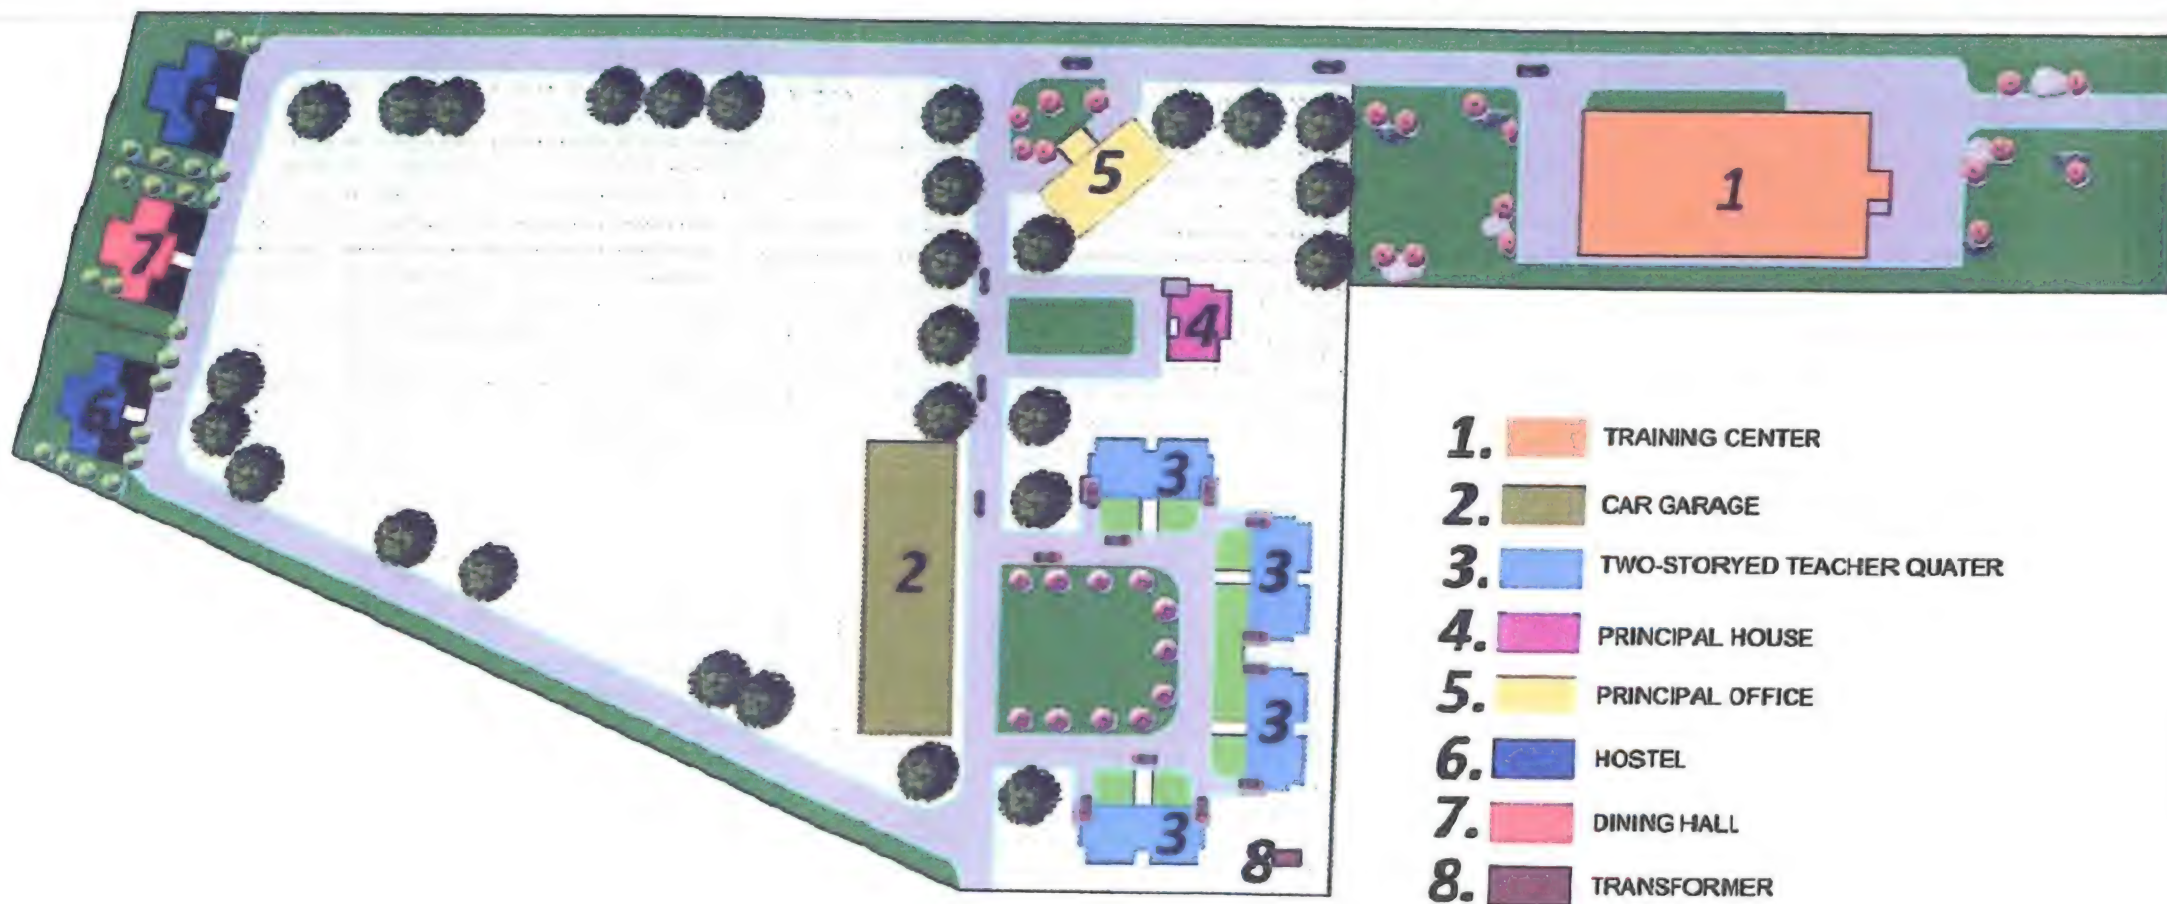 6
5
1
7
4
6
3
3
2
3
3
8
1. TRAINING CENTER
2. CAR GARAGE
3. TWO-STORYED TEACHER QUATER
4. PRINCIPAL HOUSE
5. PRINCIPAL OFFICE
6. HOSTEL
7. DINING HALL
8. TRANSFORMER